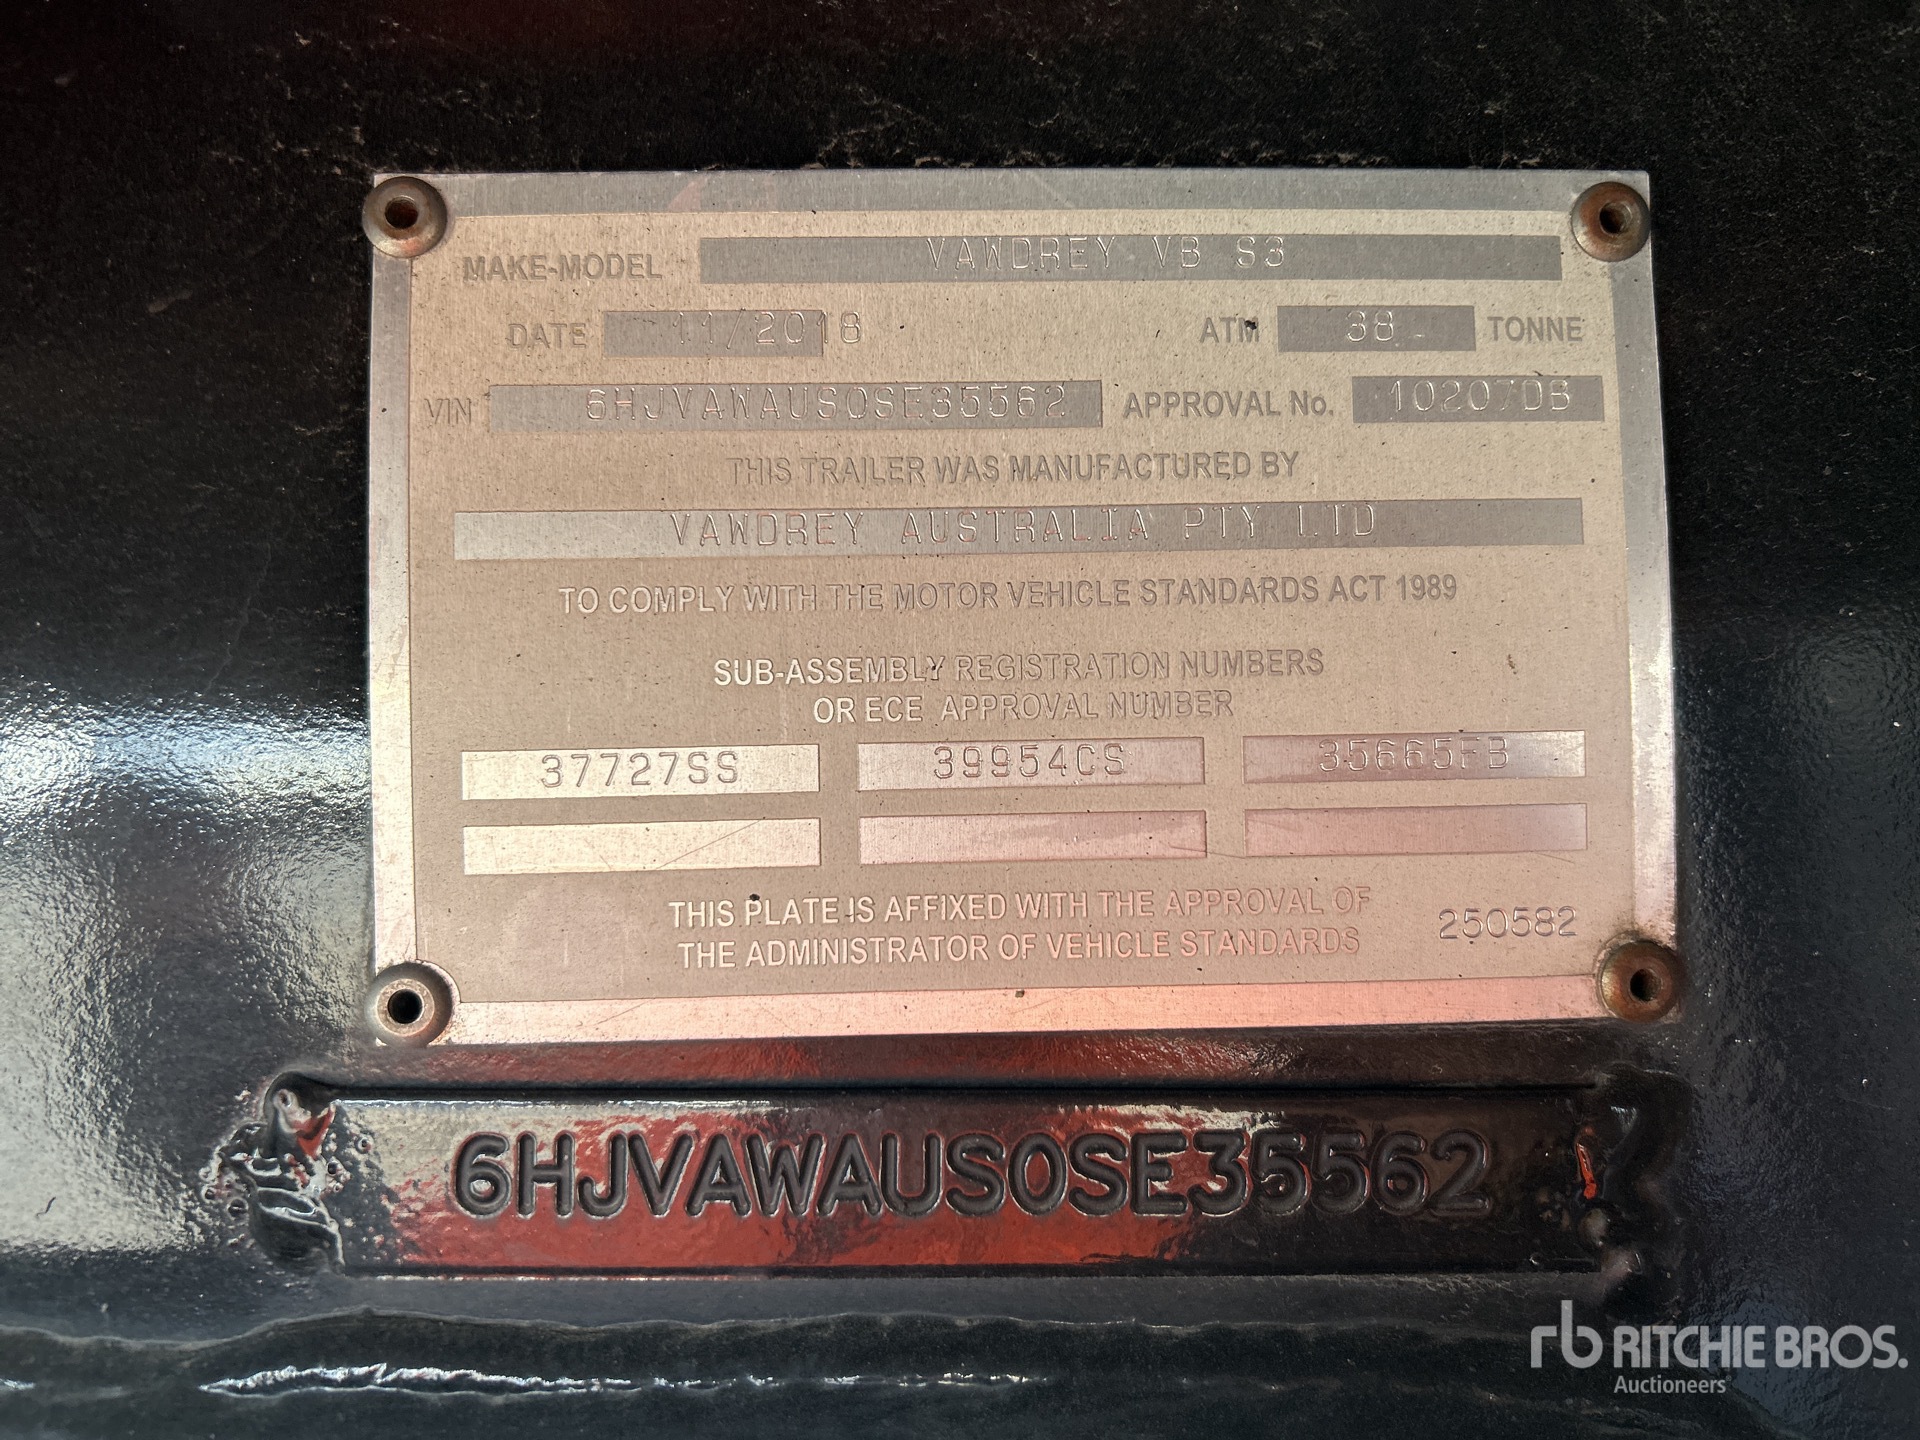 MAKE-MODEL VAWDREY VB S3
DATE 11/2018 ATM 38 TONNE
VIN 6HJVAWAUS0SE35562 APPROVAL No. 10207DB
THIS TRAILER WAS MANUFACTURED BY
VAWDREY AUSTRALIA PTY LTD
TO COMPLY WITH THE MOTOR VEHICLE STANDARDS ACT 1989
SUB-ASSEMBLY REGISTRATION NUMBERS
OR ECE APPROVAL NUMBER
37727SS 39954CS 35665FB
THIS PLATE IS AFFIXED WITH THE APPROVAL OF
THE ADMINISTRATOR OF VEHICLE STANDARDS 250582
6HJVAWAUS0SE35562
rb RITCHIE BROS.
Auctioneers